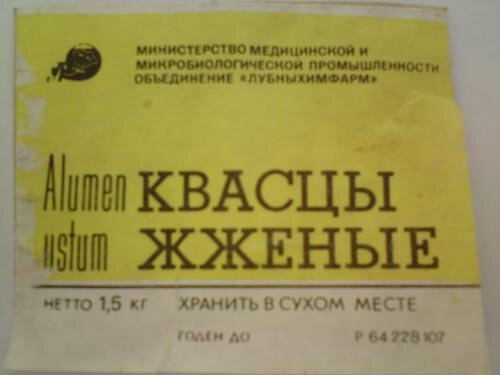 МИНИСТЕРСТВО МЕДИЦИНСКОЙ И
МИКРОБИОЛОГИЧЕСКОЙ ПРОМЫШЛЕННОСТИ
ОБЪЕДИНЕНИЕ «ЛУБНЫХИМФАРМ»
Alumen
ustum
КВАСЦЫ
ЖЖЕНЫЕ
НЕТТО 1,5 КГ
ХРАНИТЬ В СУХОМ МЕСТЕ
ГОДЕН ДО
Р 64 228 107